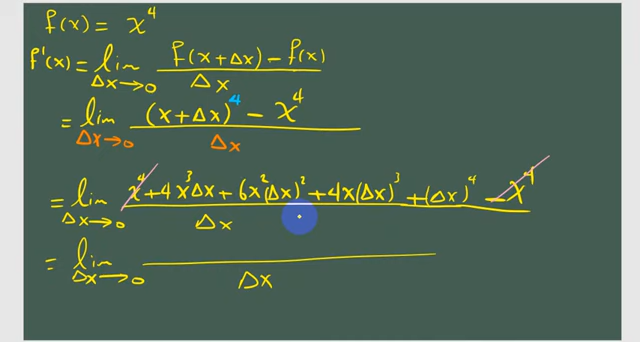 f(x) = x⁴
f'(x) = lim Δx→0 f(x+Δx) − f(x) / Δx
= lim Δx→0 (x+Δx)⁴ − x⁴ / Δx
= lim Δx→0 x⁴ + 4x³Δx + 6x²(Δx)² + 4x(Δx)³ + (Δx)⁴ − x⁴ / Δx
= lim Δx→0 / Δx